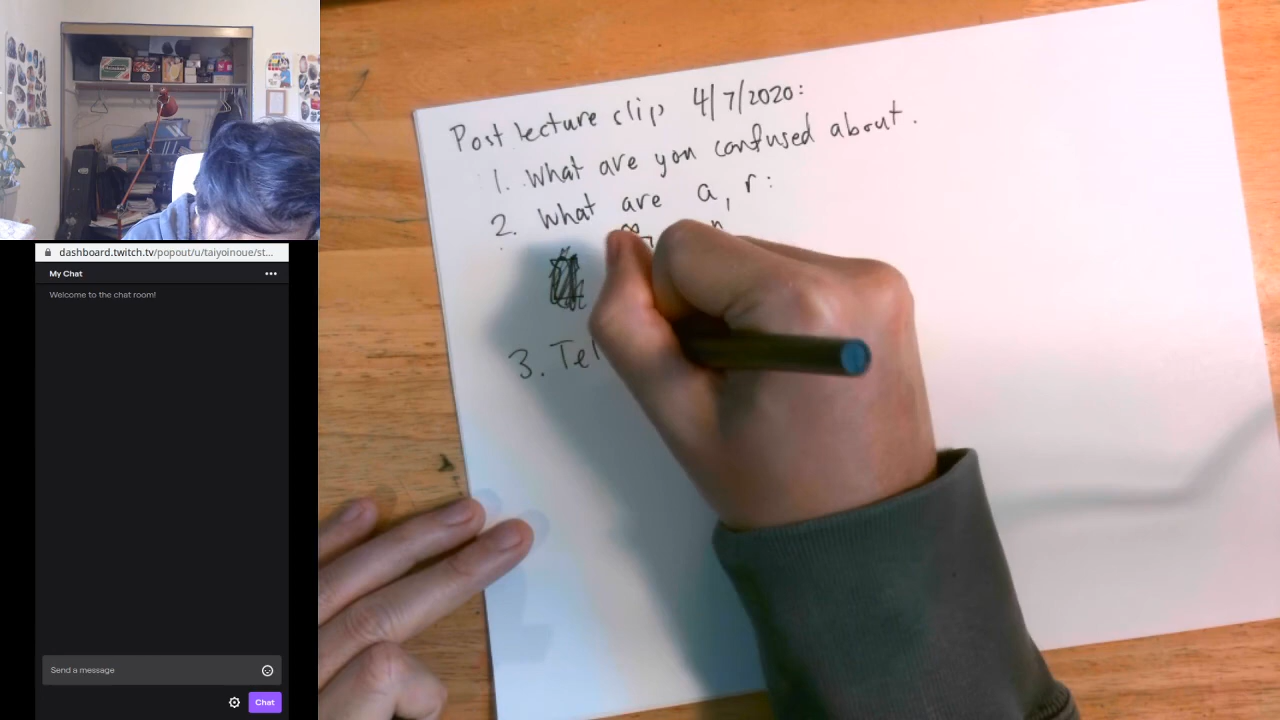 dashboard.twitch.tv/popout/u/taiyoinoue/st...
My Chat
Welcome to the chat room!
Send a message
Chat
Post lecture clip 4/7/2020:
1. What are you confused about.
2. What are a, r:
∞
3. Tel